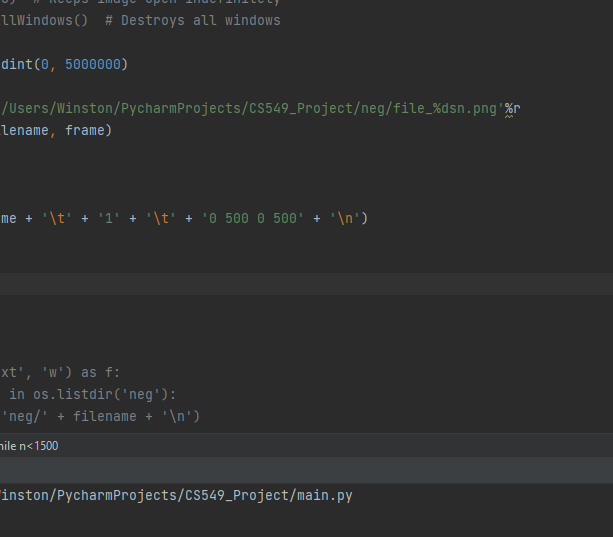 # Keeps image open indefinitely
llWindows()  # Destroys all windows
dint(0, 5000000)
/Users/Winston/PycharmProjects/CS549_Project/neg/file_%dsn.png'%r
lename, frame)
me + '\t' + '1' + '\t' + '0 500 0 500' + '\n')
xt', 'w') as f:
in os.listdir('neg'):
'neg/' + filename + '\n')
hile n<1500
Winston/PycharmProjects/CS549_Project/main.py